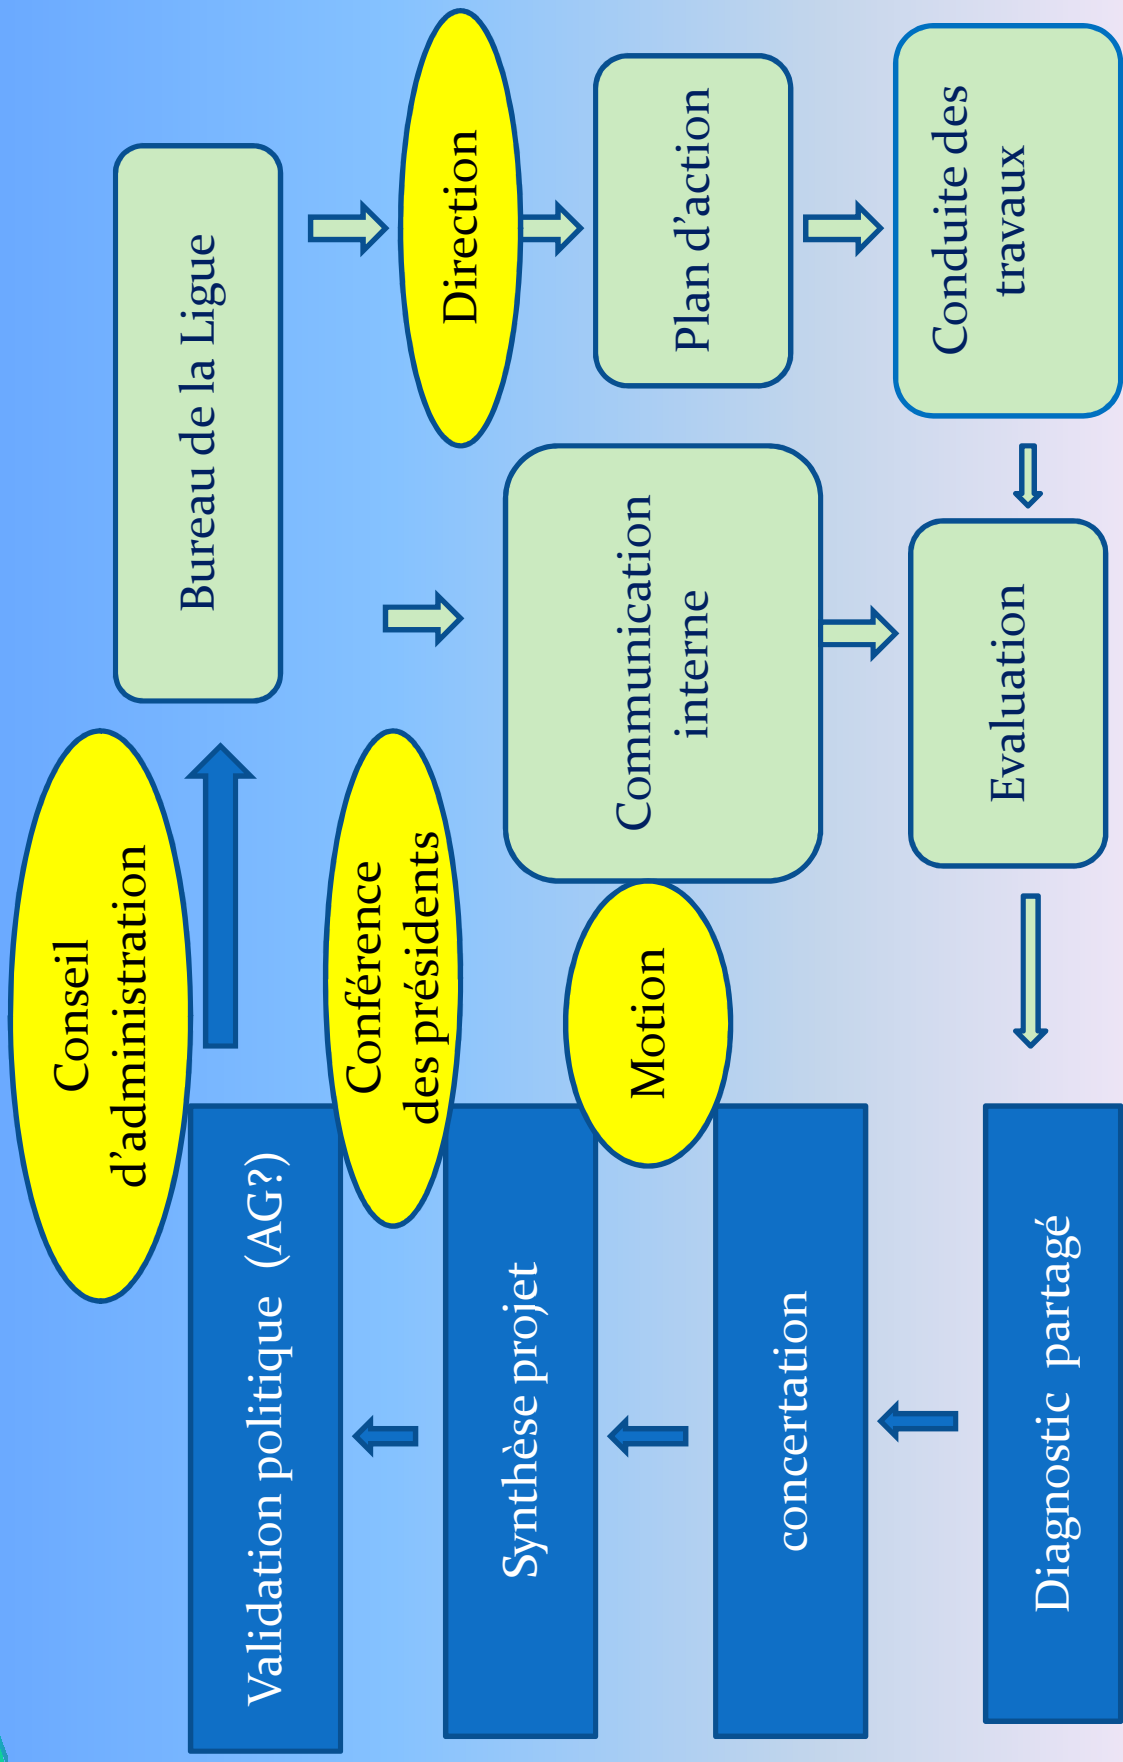 Conseil
d'administration
Validation politique (AG?)
Bureau de la Ligue
Conférence
des présidents
Direction
Synthèse projet
Motion
Communication
interne
Plan d’action
concertation
Conduite des
travaux
Evaluation
Diagnostic partagé